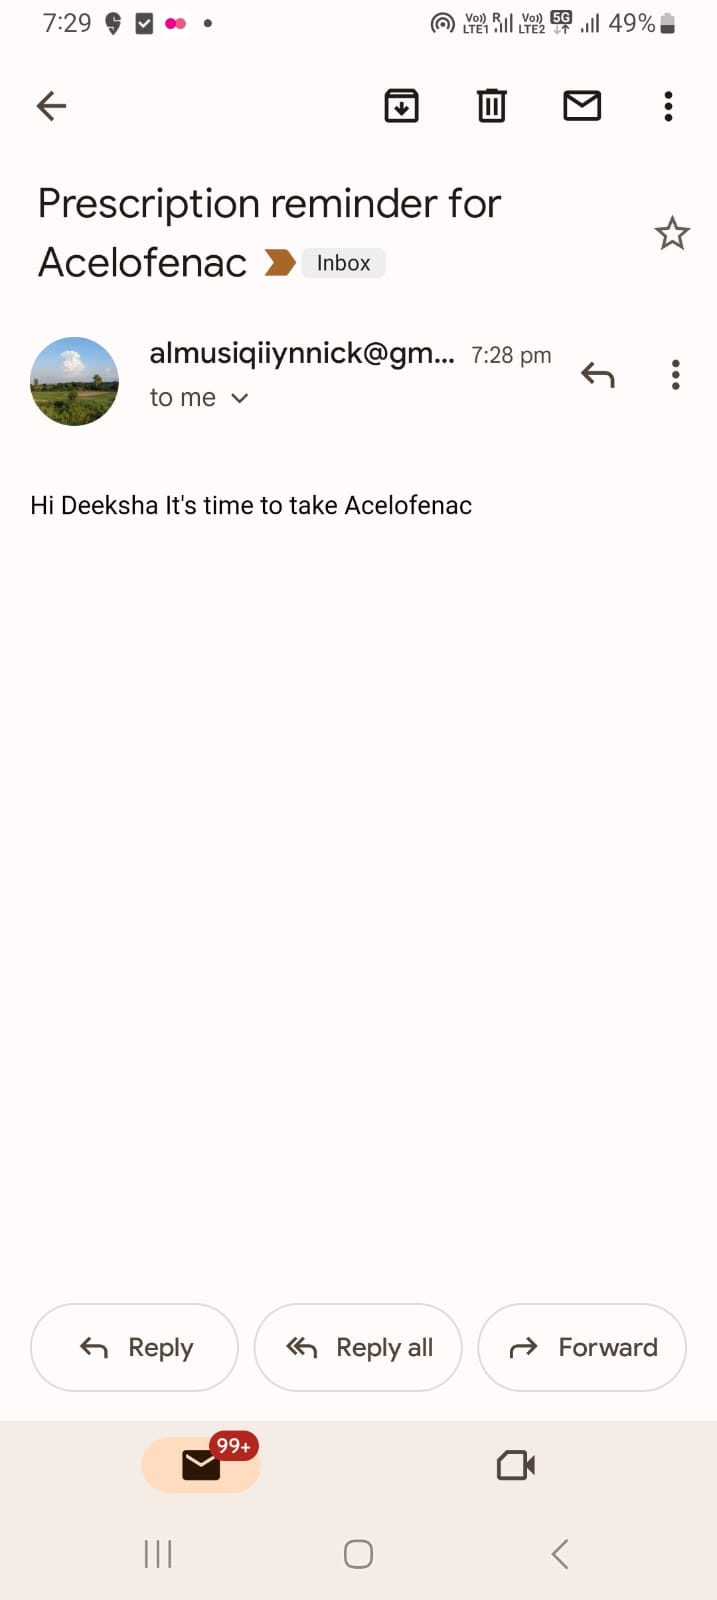 7:29
Vo)) R
LTE1
Vo))
LTE2
5G
49%
Prescription reminder for
Acelofenac
Inbox
almusiqiiynnick@gm... 7:28 pm
to me
Hi Deeksha It's time to take Acelofenac
Reply
Reply all
Forward
99+